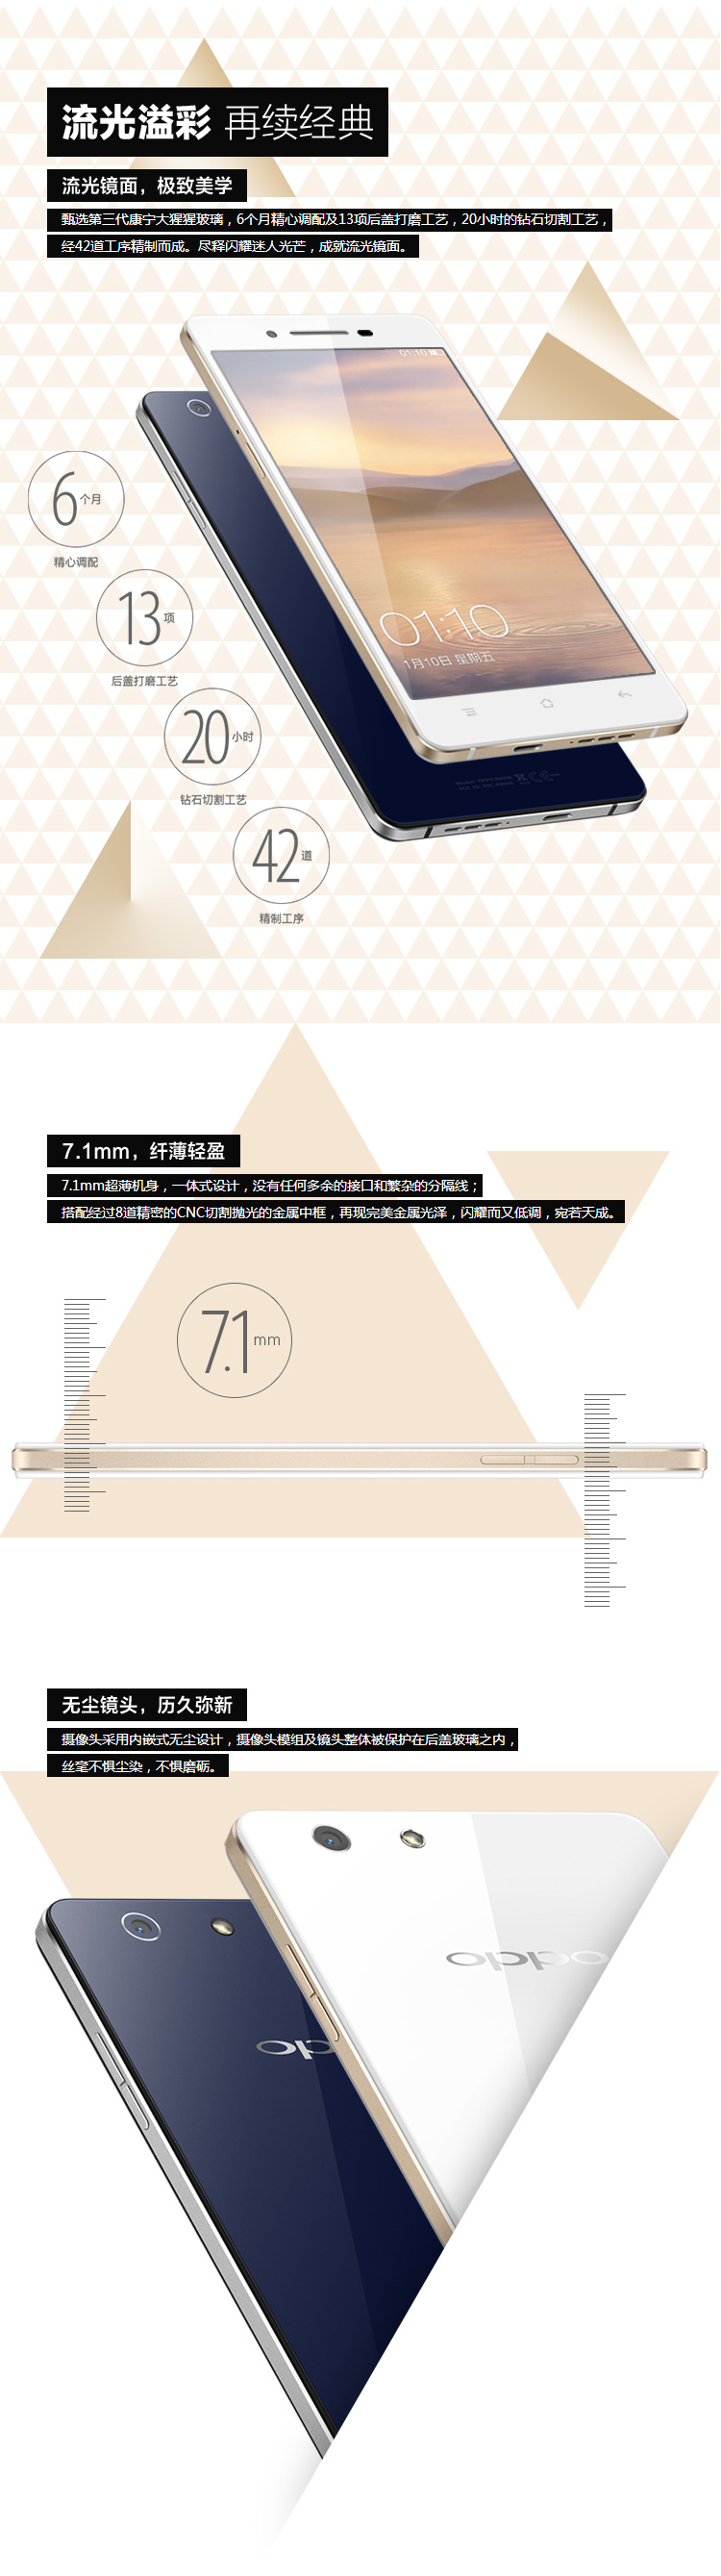 流光溢彩 再续经典
流光镜面，极致美学
甄选第三代康宁大猩猩玻璃，6个月精心调配及13项后盖打磨工艺，20小时的钻石切割工艺，
经42道工序精制而成。尽释闪耀迷人光芒，成就流光镜面。
01:10
6个月
精心调配
13项
后盖打磨工艺
01:10
1月10日 星期五
20小时
钻石切割工艺
42道
精制工序
7.1mm，纤薄轻盈
7.1mm超薄机身，一体式设计，没有任何多余的接口和繁杂的分隔线；
搭配经过8道精密的CNC切割抛光的金属中框，再现完美金属光泽，闪耀而又低调，宛若天成。
7.1mm
无尘镜头，历久弥新
摄像头采用内嵌式无尘设计，摄像头模组及镜头整体被保护在后盖玻璃之内，
丝毫不惧尘染，不惧磨砺。
oppo
opp